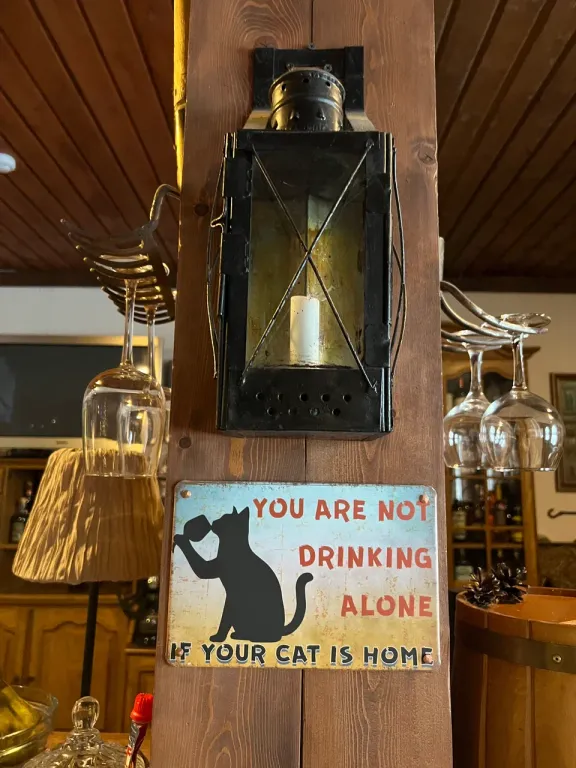 YOU ARE NOT
DRINKING
ALONE
IF YOUR CAT IS HOME